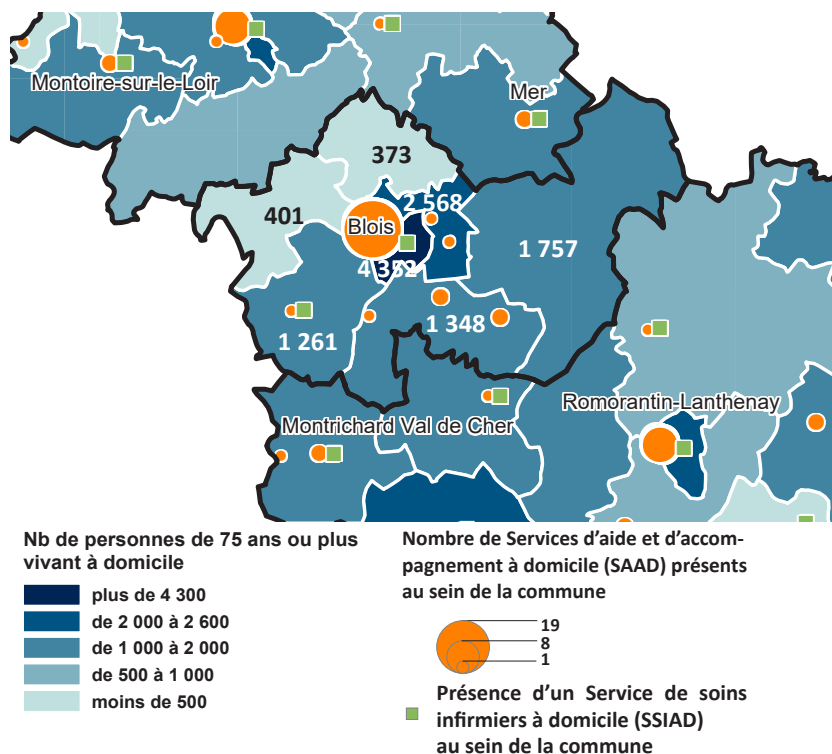 Montoire-sur-le-Loir
Mer
373
2 568
401
Blois
1 757
4 352
1 348
1 261
Romorantin-Lanthenay
Montrichard Val de Cher
Nb de personnes de 75 ans ou plus
vivant à domicile
plus de 4 300
de 2 000 à 2 600
de 1 000 à 2 000
de 500 à 1 000
moins de 500
Nombre de Services d'aide et d'accom-
pagnement à domicile (SAAD) présents
au sein de la commune
19
8
1
Présence d'un Service de soins
infirmiers à domicile (SSIAD)
au sein de la commune